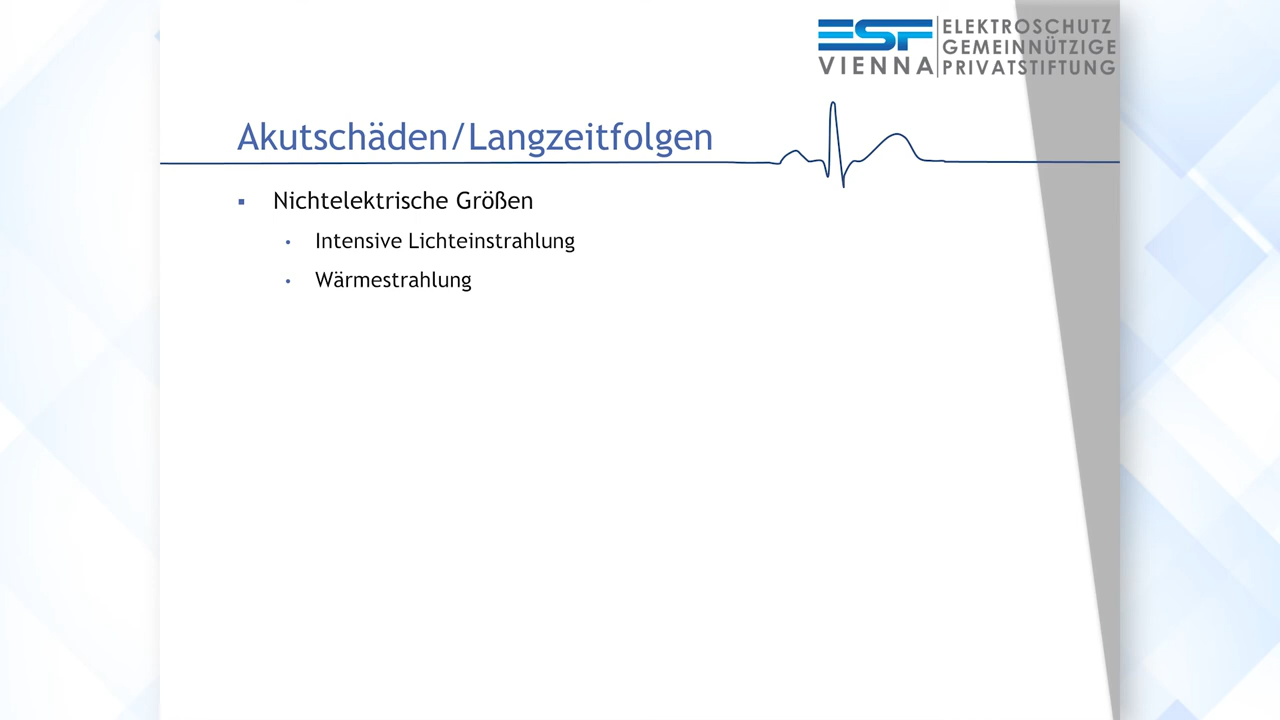 ESF
VIENNA
ELEKTROSCHUTZ
GEMEINNÜTZIGE
PRIVATSTIFTUNG
Akutschäden/Langzeitfolgen
Nichtelektrische Größen
Intensive Lichteinstrahlung
Wärmestrahlung